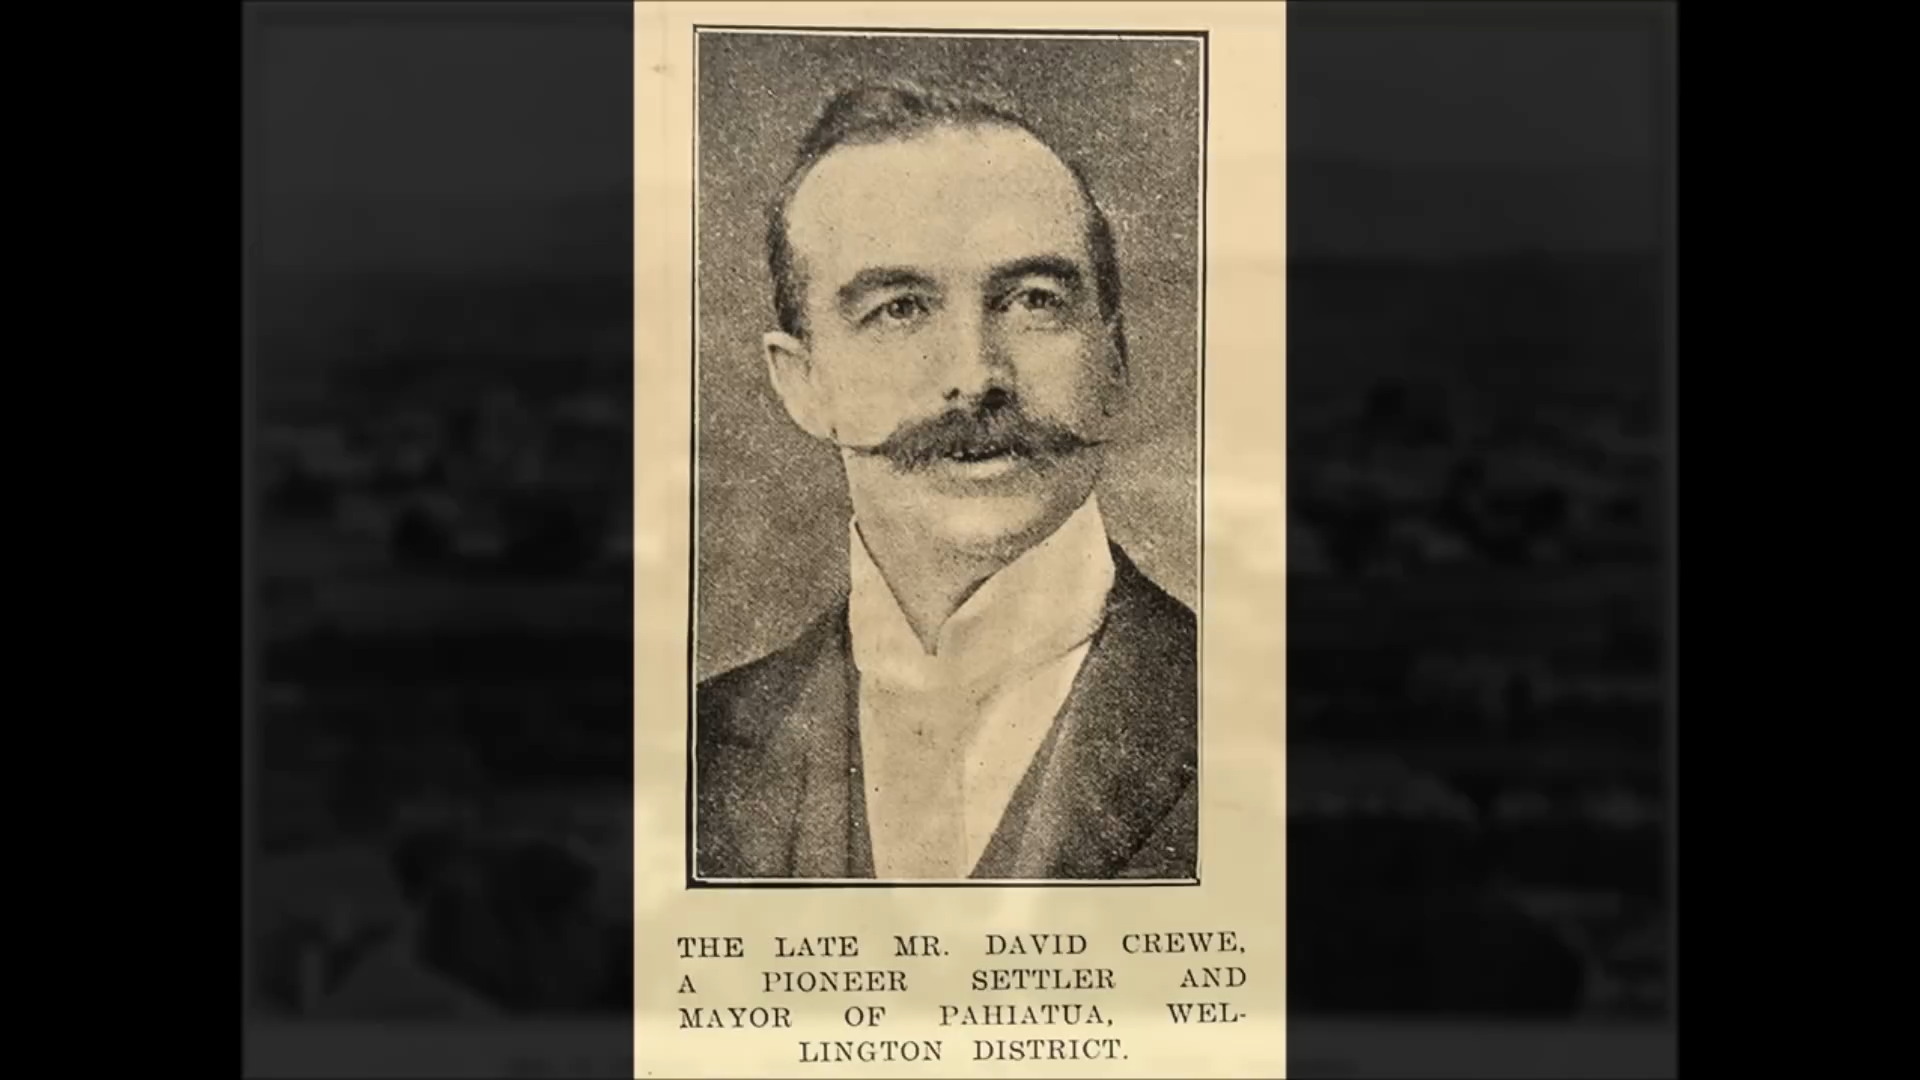 THE LATE MR. DAVID CREWE,
A PIONEER SETTLER AND
MAYOR OF PAHIATUA, WEL-
LINGTON DISTRICT.